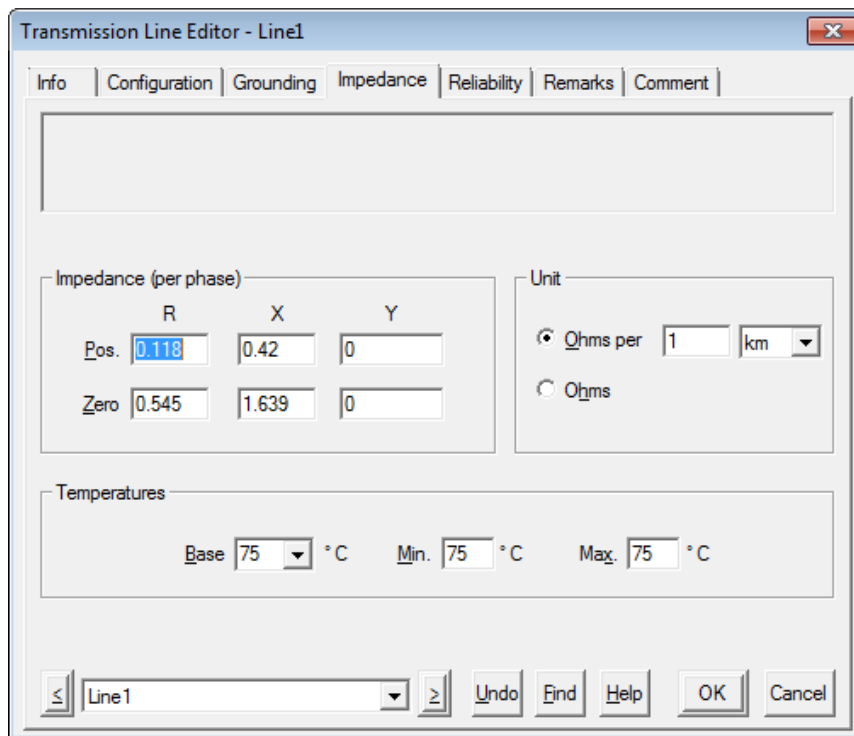 Transmission Line Editor - Line1
Info Configuration Grounding Impedance Reliability Remarks Comment
Impedance (per phase) Unit
R X Y
Pos. 0.118 0.42 0 Ohms per 1 km
Zero 0.545 1.639 0 Ohms
Temperatures
Base 75 °C Min. 75 °C Max. 75 °C
< Line1 > Undo Find Help OK Cancel